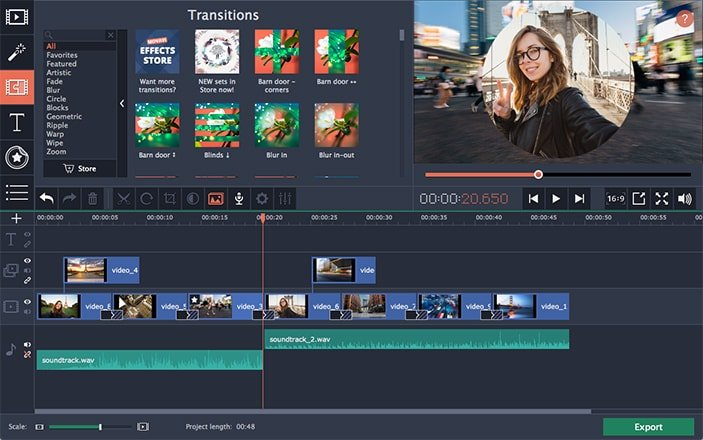 Transitions
?
All
Favorites
Featured
Artistic
Fade
Blur
Circle
Blocks
Geometric
Ripple
Warp
Wipe
Zoom
Store
MOVAVI
EFFECTS
STORE
Want more
transitions?
NEW sets in
Store now!
Barn door –
corners
Barn door ↔
Barn door ↕
Blinds ↓
Blur in
Blur in-out
00:00:20.650
16:9
00:00:00
00:00:05
00:00:10
00:00:15
00:00:20
00:00:25
00:00:30
00:00:35
00:00:40
00:00:45
00:00:50
00:00:55
T
video_4
vide
video_
video_
video_3
video_6
video_
video_
video_1
soundtrack_2.wav
soundtrack.wav
Scale:
Project length: 00:48
Export